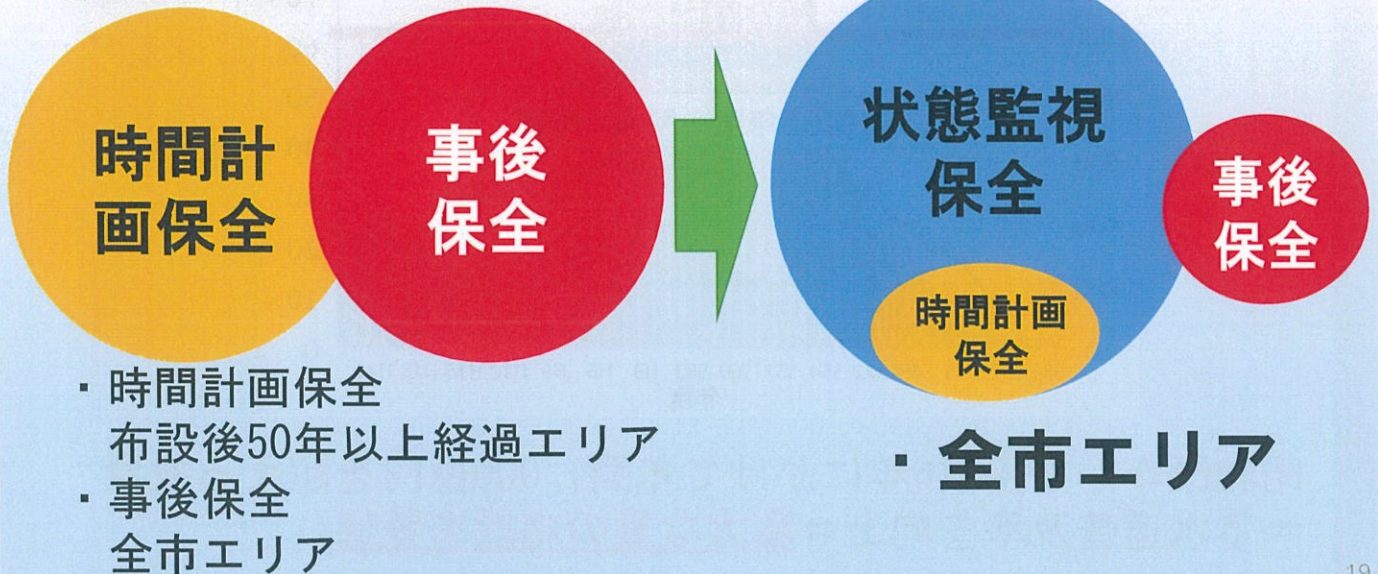 時間計
画保全
事後
保全
状態監視
保全
事後
保全
時間計画
保全
・時間計画保全
布設後50年以上経過エリア
・事後保全
全市エリア
・全市エリア
19